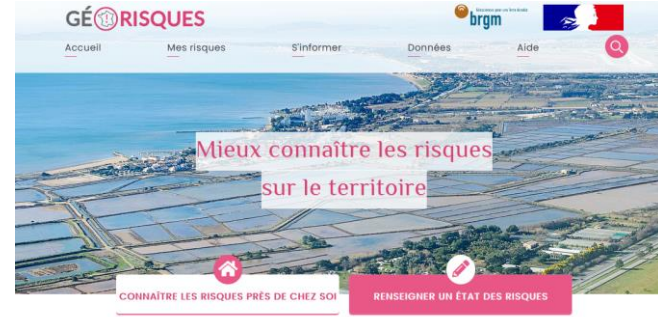 GÉORISQUES
brgm
Accueil
Mes risques
S'informer
Données
Aide
Mieux connaître les risques
sur le territoire
CONNAÎTRE LES RISQUES PRÈS DE CHEZ SOI
RENSEIGNER UN ÉTAT DES RISQUES